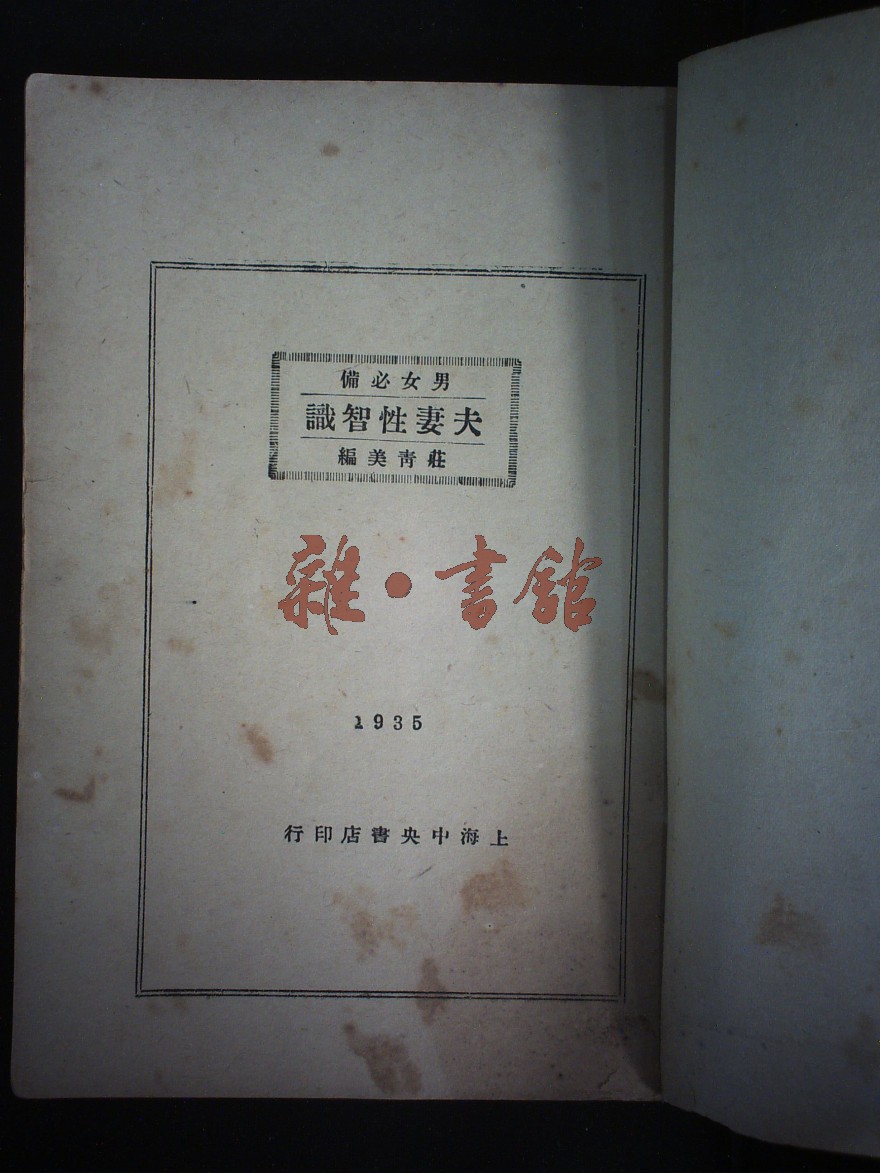 男女必備
夫妻性智識
莊靑美編
雜·書館
1935
上海中央書店印行